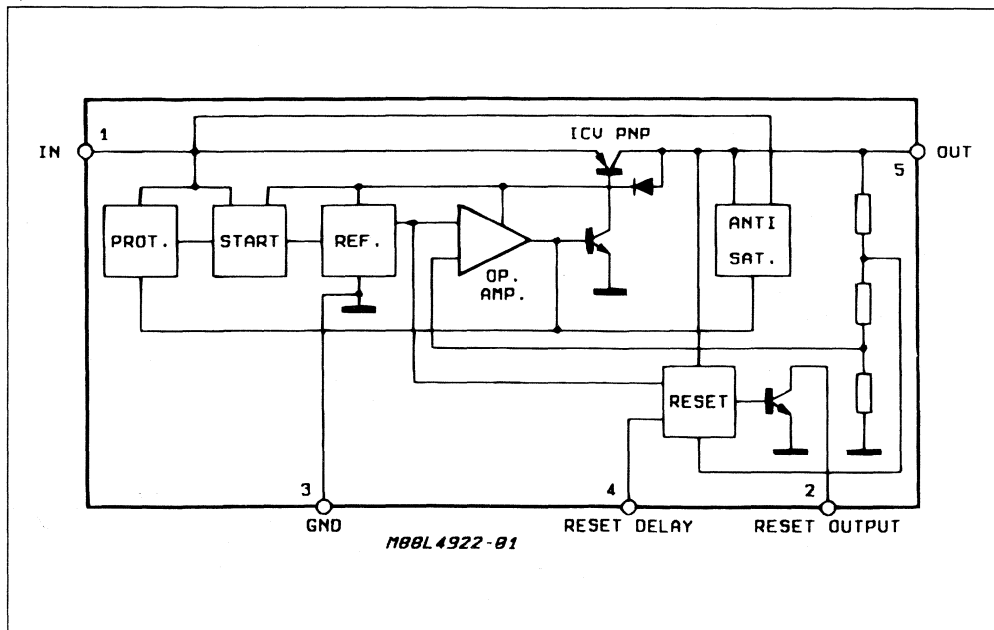 ICV PNP
1
IN
5
OUT
PROT.
START
REF.
OP.
AMP.
ANTI
SAT.
RESET
3
4
2
GND
RESET DELAY
RESET OUTPUT
M88L4922-01